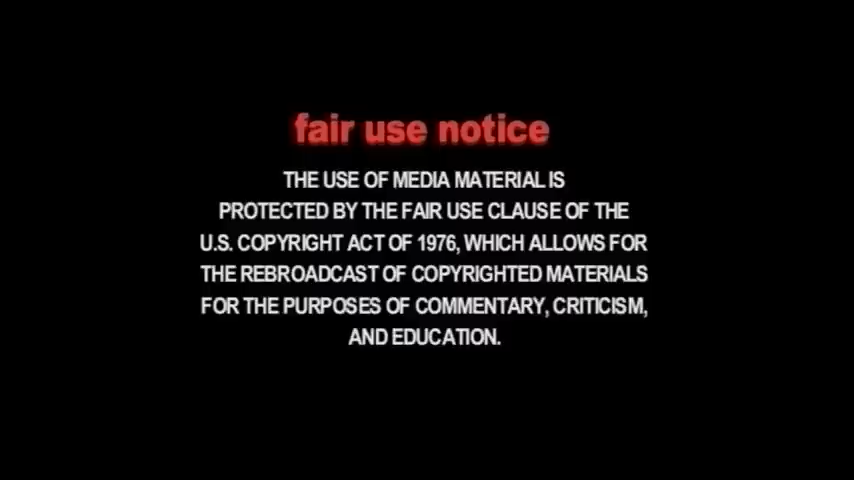 fair use notice
THE USE OF MEDIA MATERIAL IS
PROTECTED BY THE FAIR USE CLAUSE OF THE
U.S. COPYRIGHT ACT OF 1976, WHICH ALLOWS FOR
THE REBROADCAST OF COPYRIGHTED MATERIALS
FOR THE PURPOSES OF COMMENTARY, CRITICISM,
AND EDUCATION.